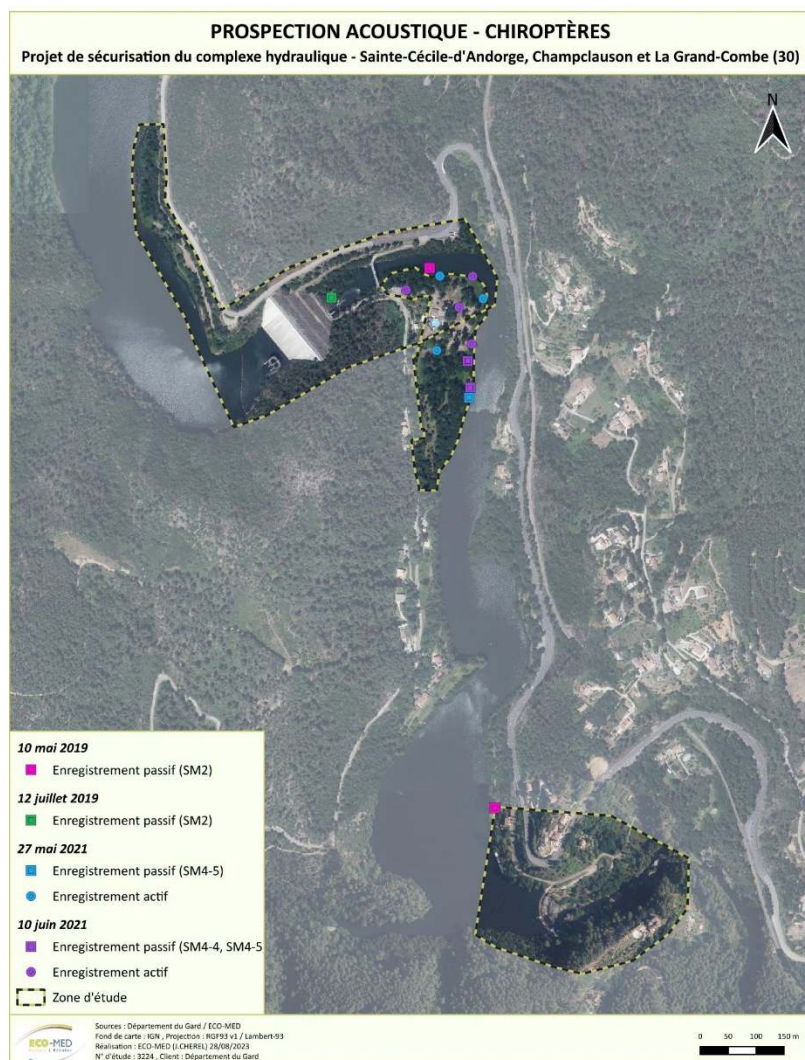 PROSPECTION ACOUSTIQUE - CHIROPTÈRES
Projet de sécurisation du complexe hydraulique - Sainte-Cécile-d'Andorge, Champclauson et La Grand-Combe (30)
N
10 mai 2019
Enregistrement passif (SM2)
12 juillet 2019
Enregistrement passif (SM2)
27 mai 2021
Enregistrement passif (SM4-5)
Enregistrement actif
10 juin 2021
Enregistrement passif (SM4-4, SM4-5
Enregistrement actif
Zone d'étude
ECO-MED
Sources : Département du Gard / ECO-MED
Fond de carte : IGN , Projection : RGF93 v1 / Lambert-93
Réalisation : ECO-MED (J.CHEREL) 28/08/2023
N° d'étude : 3224 , Client : Département du Gard
0 50 100 150 m